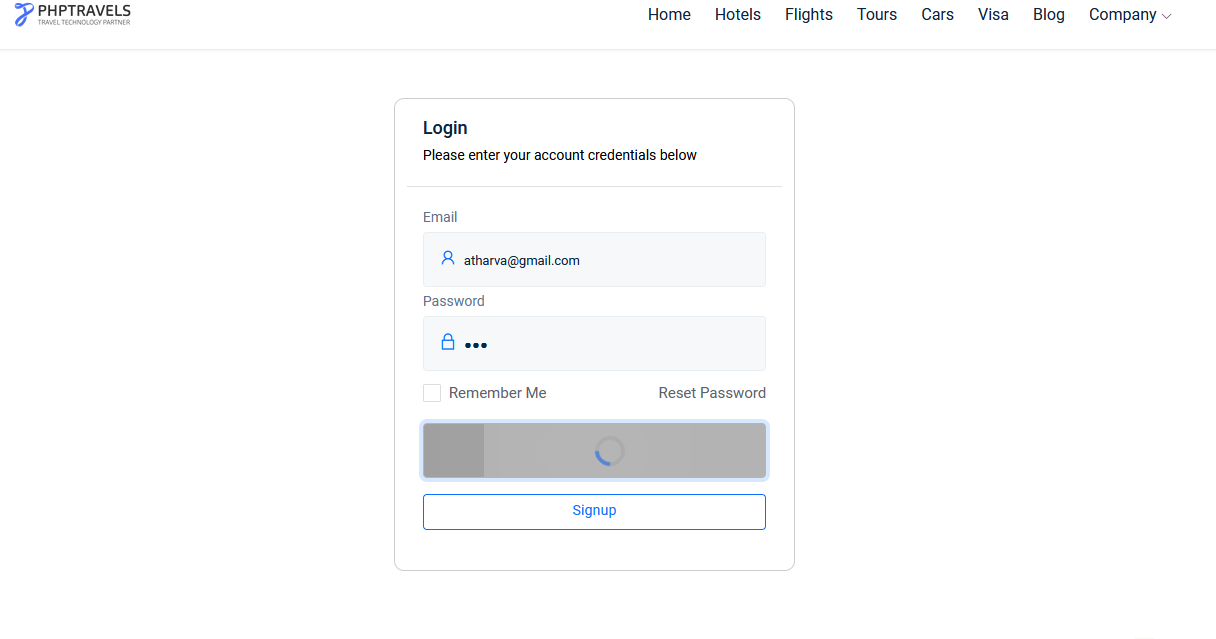 PHPTRAVELS
TRAVEL TECHNOLOGY PARTNER
Home Hotels Flights Tours Cars Visa Blog Company
Login
Please enter your account credentials below
Email
atharva@gmail.com
Password
•••
Remember Me Reset Password
Signup